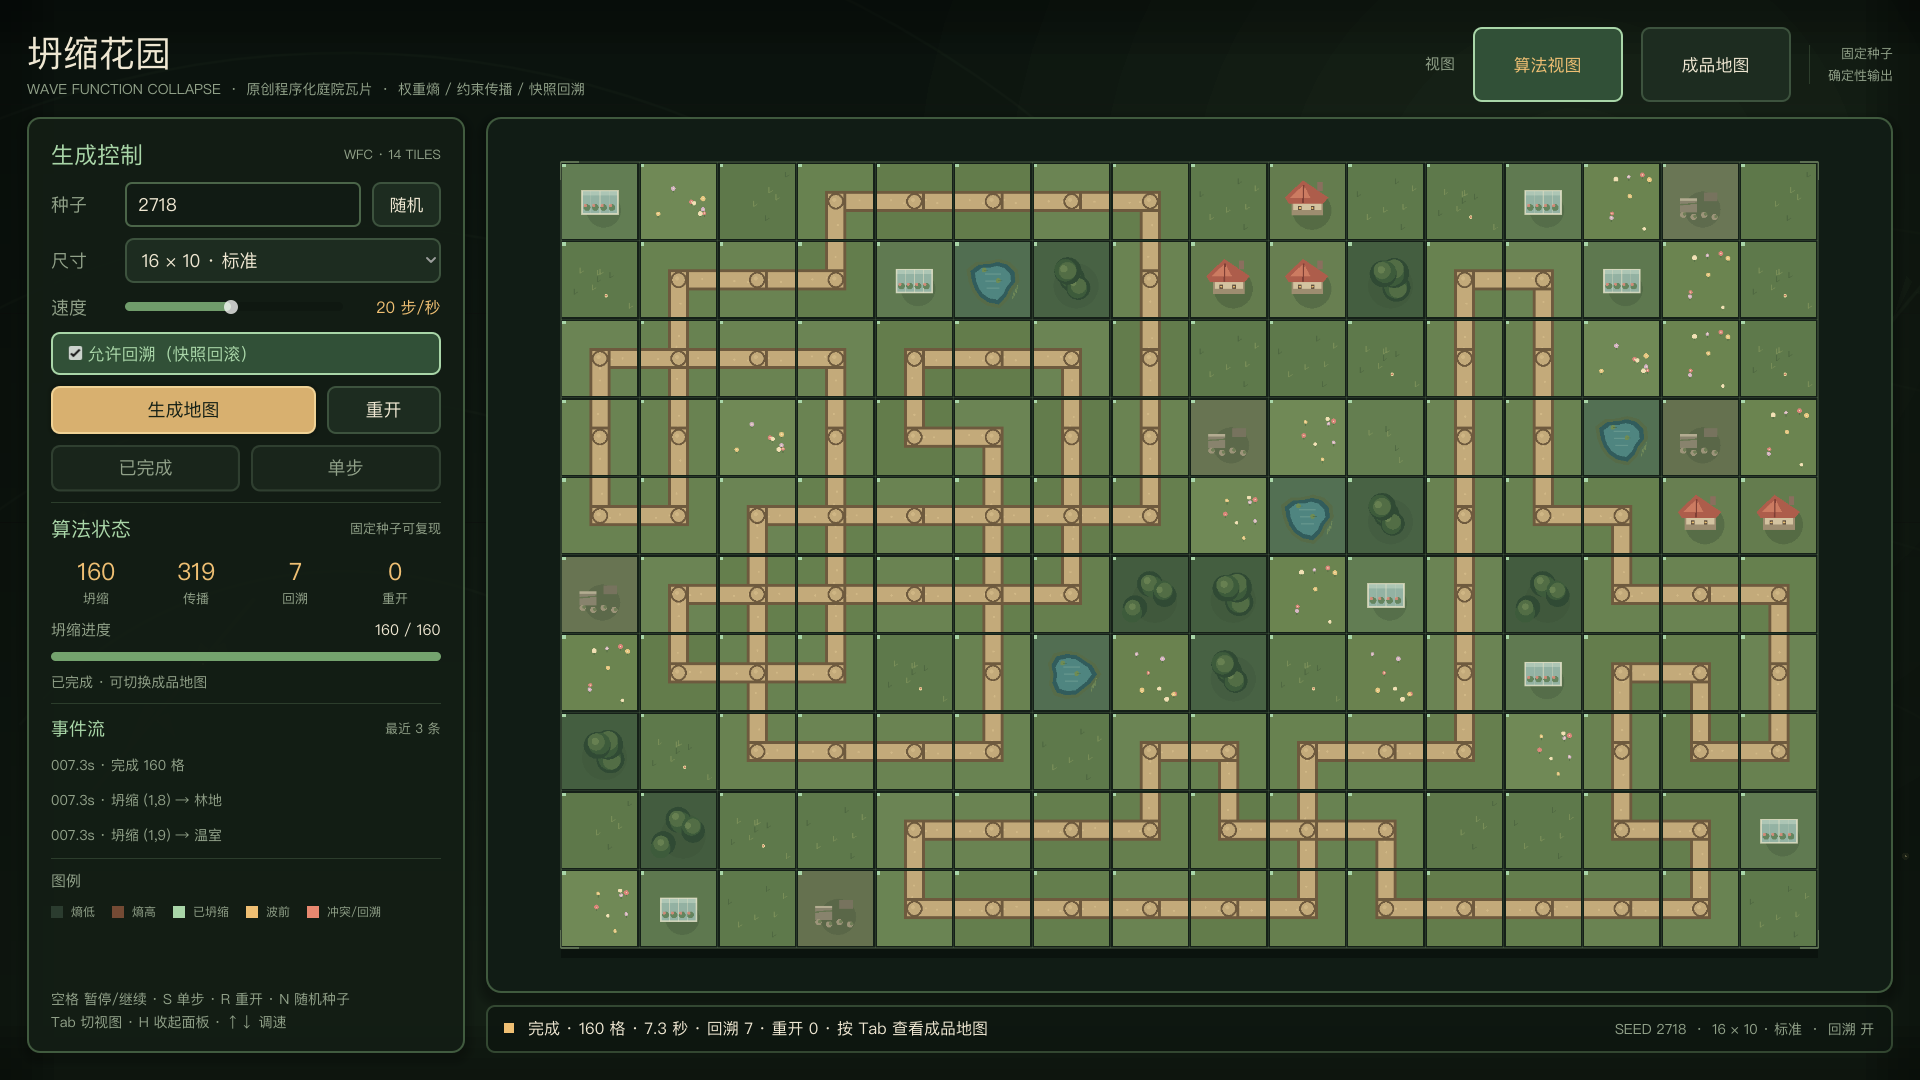 坍缩花园
WAVE FUNCTION COLLAPSE · 原创程序化庭院瓦片 · 权重熵 / 约束传播 / 快照回溯
视图
算法视图
成品地图
固定种子
确定性输出
生成控制
WFC · 14 TILES
种子
2718
随机
尺寸
16 × 10 · 标准
速度
20 步/秒
允许回溯（快照回滚）
生成地图
重开
已完成
单步
算法状态
固定种子可复现
160 319 7 0
坍缩 传播 回溯 重开
坍缩进度
160 / 160
已完成 · 可切换成品地图
事件流
最近 3 条
007.3s · 完成 160 格
007.3s · 坍缩 (1,8) → 林地
007.3s · 坍缩 (1,9) → 温室
图例
熵低 熵高 已坍缩 波前 冲突/回溯
空格 暂停/继续 · S 单步 · R 重开 · N 随机种子
Tab 切视图 · H 收起面板 · ↑↓ 调速
完成 · 160 格 · 7.3 秒 · 回溯 7 · 重开 0 · 按 Tab 查看成品地图
SEED 2718 · 16 × 10 · 标准 · 回溯 开